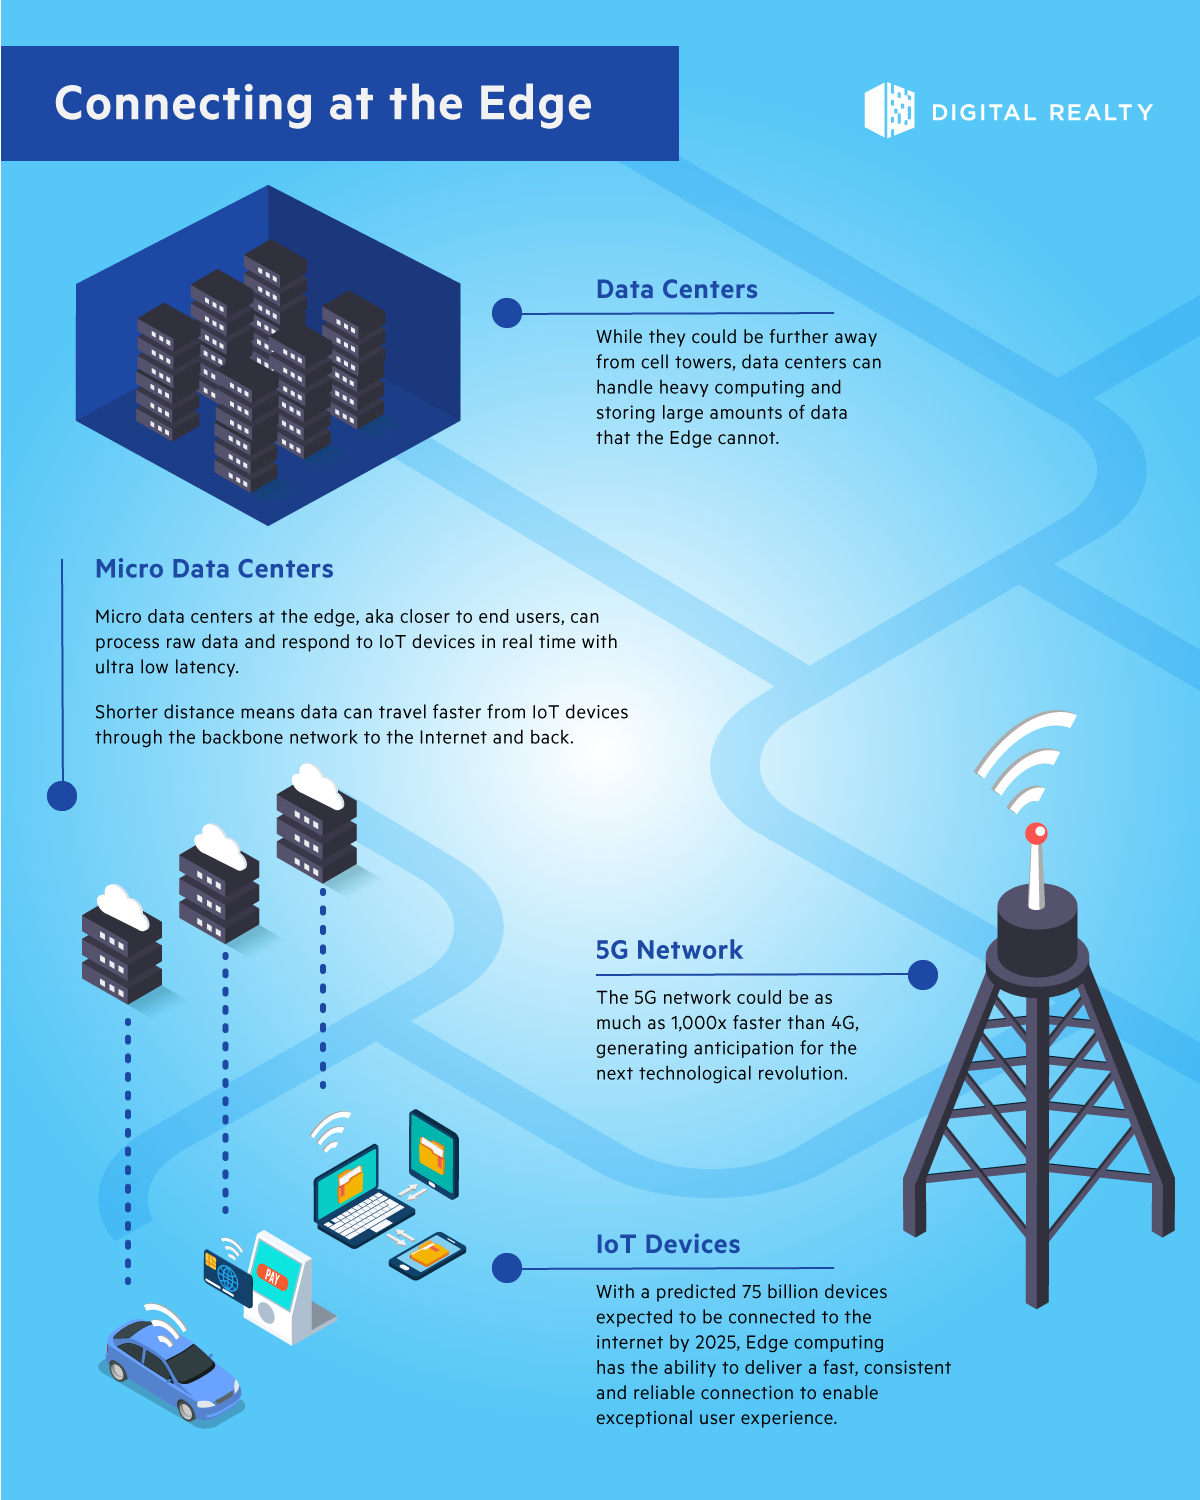 Connecting at the Edge
DIGITAL REALTY
Data Centers
While they could be further away
from cell towers, data centers can
handle heavy computing and
storing large amounts of data
that the Edge cannot.
Micro Data Centers
Micro data centers at the edge, aka closer to end users, can
process raw data and respond to IoT devices in real time with
ultra low latency.
Shorter distance means data can travel faster from IoT devices
through the backbone network to the Internet and back.
5G Network
The 5G network could be as
much as 1,000x faster than 4G,
generating anticipation for the
next technological revolution.
PAY
IoT Devices
With a predicted 75 billion devices
expected to be connected to the
internet by 2025, Edge computing
has the ability to deliver a fast, consistent
and reliable connection to enable
exceptional user experience.